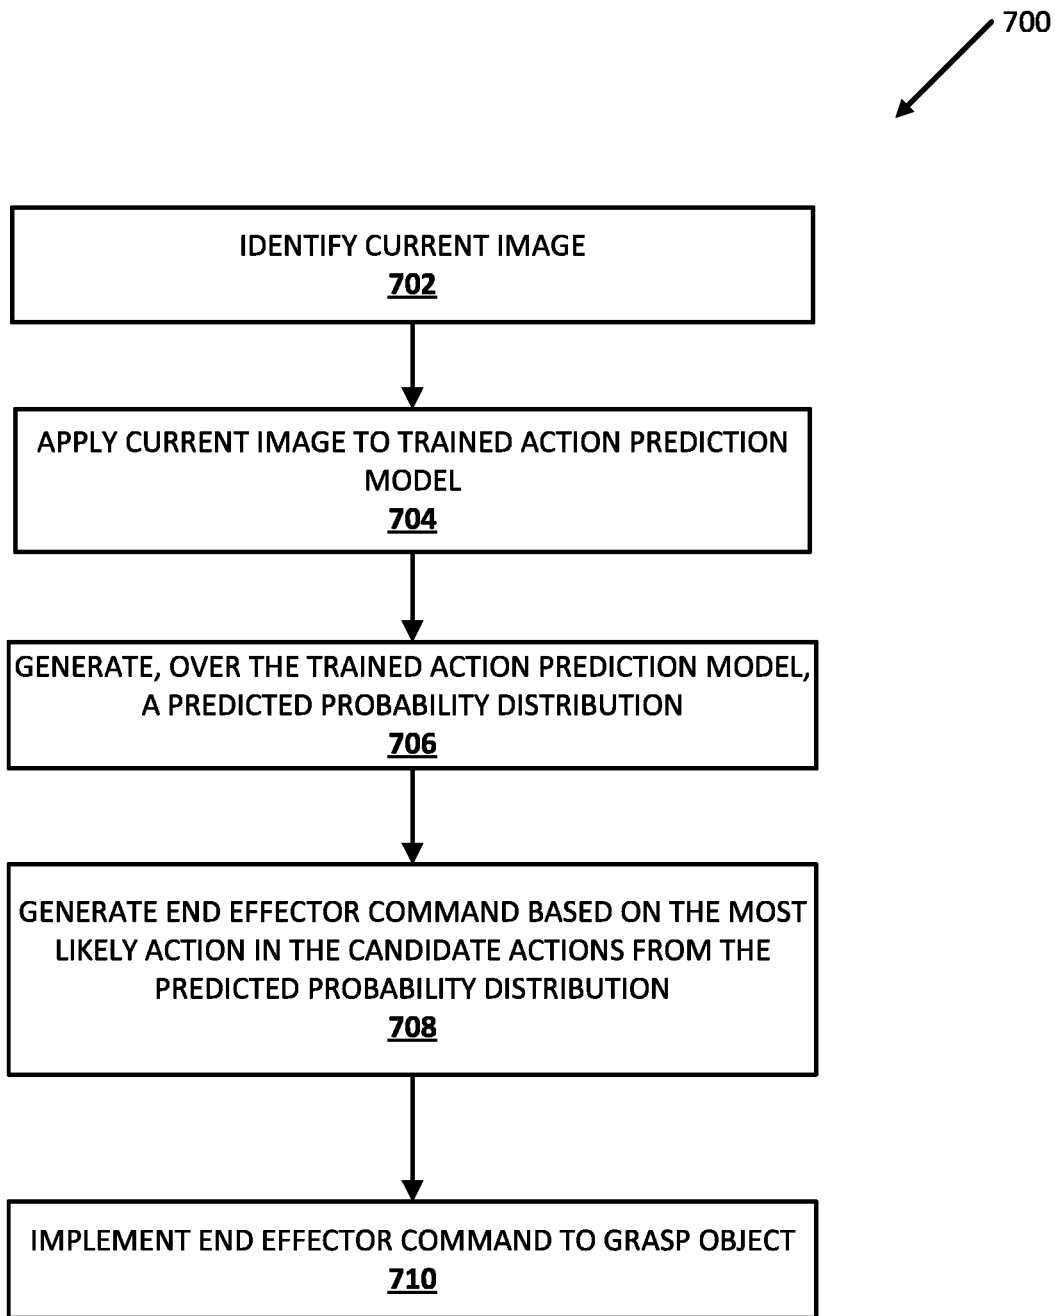 700
IDENTIFY CURRENT IMAGE
702
APPLY CURRENT IMAGE TO TRAINED ACTION PREDICTION
MODEL
704
GENERATE, OVER THE TRAINED ACTION PREDICTION MODEL,
A PREDICTED PROBABILITY DISTRIBUTION
706
GENERATE END EFFECTOR COMMAND BASED ON THE MOST
LIKELY ACTION IN THE CANDIDATE ACTIONS FROM THE
PREDICTED PROBABILITY DISTRIBUTION
708
IMPLEMENT END EFFECTOR COMMAND TO GRASP OBJECT
710